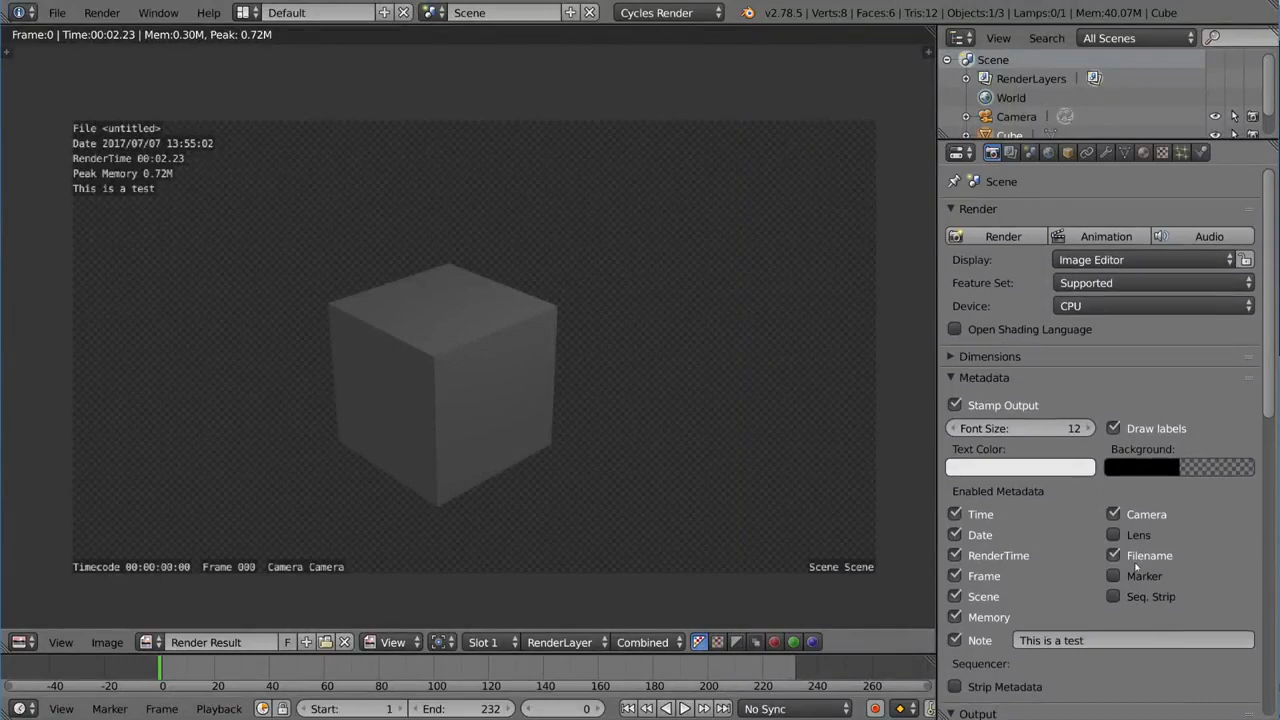 File Render Window Help Default Scene Cycles Render v2.78.5 | Verts:8 | Faces:6 | Tris:12 | Objects:1/3 | Lamps:0/1 | Mem:40.07M | Cube
Frame:0 | Time:00:02.23 | Mem:0.30M, Peak: 0.72M
View Search All Scenes
Scene
RenderLayers
World
Camera
Cube
File <untitled>
Date 2017/07/07 13:55:02
RenderTime 00:02.23
Peak Memory 0.72M
This is a test
Timecode 00:00:00:00 Frame 000 Camera Camera
Scene Scene
Scene
Render
Render Animation Audio
Display: Image Editor
Feature Set: Supported
Device: CPU
Open Shading Language
Dimensions
Metadata
Stamp Output
Font Size: 12 Draw labels
Text Color: Background:
Enabled Metadata
Time Camera
Date Lens
RenderTime Filename
Frame Marker
Scene Seq. Strip
Memory
Note This is a test
Sequencer:
Strip Metadata
Output
View Image Render Result F View Slot 1 RenderLayer Combined
-40 -20 0 20 40 60 80 100 120 140 160 180 200 220 240 260
View Marker Frame Playback Start: 1 End: 232 0 No Sync